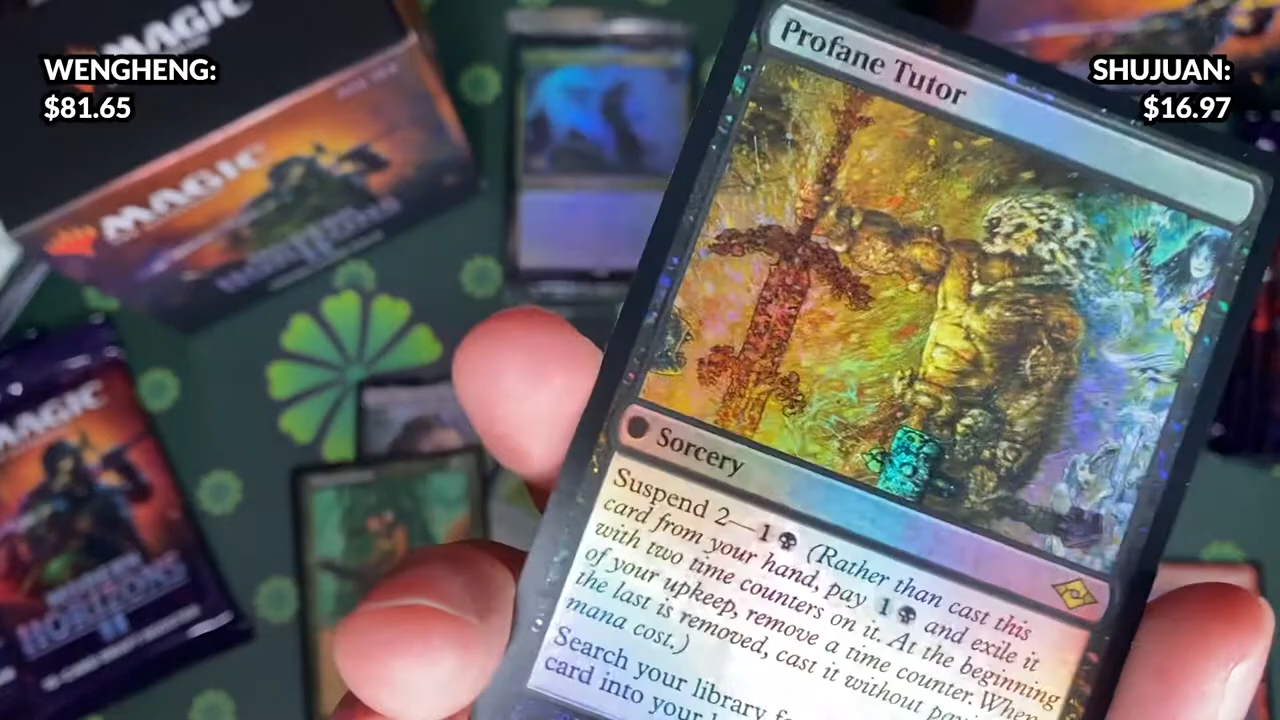 WENGHENG:
$81.65
SHUJUAN:
$16.97
MAGIC
MAGIC
MAGIC
Profane Tutor
Sorcery
Suspend 2—1 (Rather than cast this
card from your hand, pay 1 and exile it
with two time counters on it. At the beginning
of your upkeep, remove a time counter. When
the last is removed, cast it without
mana cost.)
Search your library
card into your